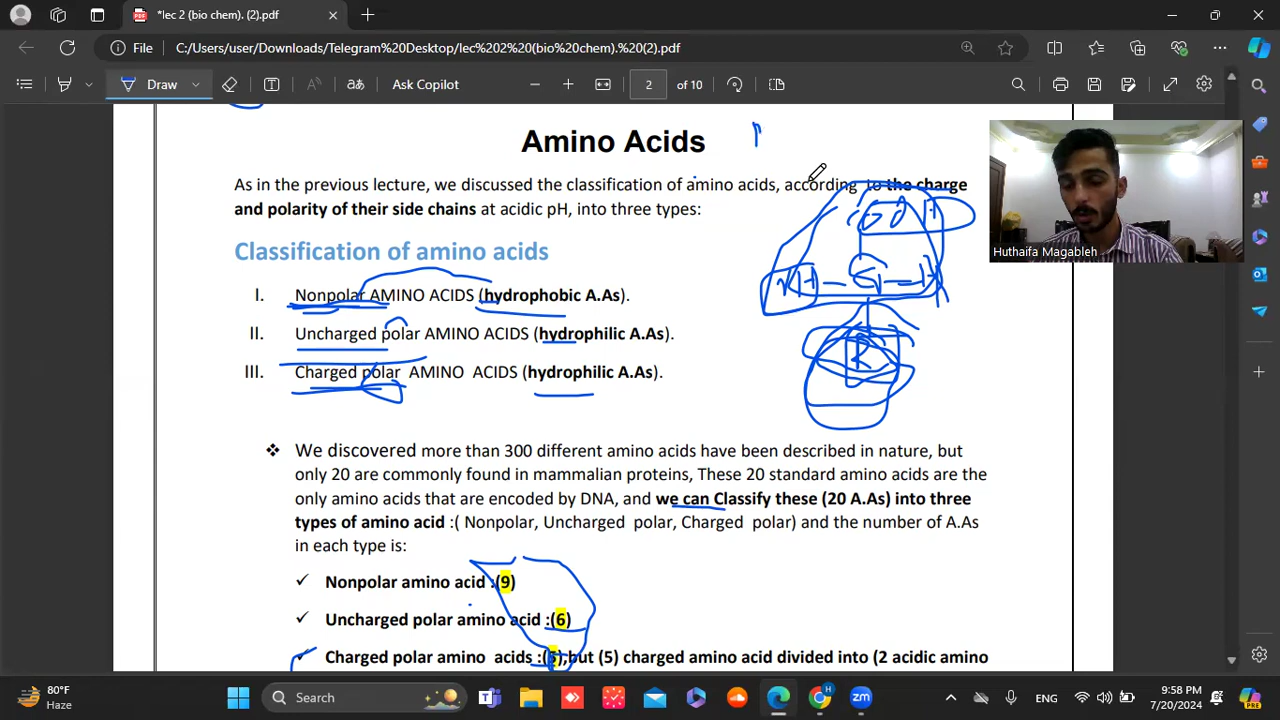 *lec 2 (bio chem). (2).pdf
File C:/Users/user/Downloads/Telegram%20Desktop/lec%202%20(bio%20chem).%20(2).pdf
Draw Ask Copilot 2 of 10
Amino Acids
As in the previous lecture, we discussed the classification of amino acids, according to the charge
and polarity of their side chains at acidic pH, into three types:
Huthaifa Magableh
Classification of amino acids
I. Nonpolar AMINO ACIDS (hydrophobic A.As).
II. Uncharged polar AMINO ACIDS (hydrophilic A.As).
III. Charged polar AMINO ACIDS (hydrophilic A.As).
R
❖ We discovered more than 300 different amino acids have been described in nature, but
only 20 are commonly found in mammalian proteins, These 20 standard amino acids are the
only amino acids that are encoded by DNA, and we can Classify these (20 A.As) into three
types of amino acid :( Nonpolar, Uncharged polar, Charged polar) and the number of A.As
in each type is:
✓ Nonpolar amino acid :(9)
✓ Uncharged polar amino acid :(6)
✓ Charged polar amino acids :(5),but (5) charged amino acid divided into (2 acidic amino
80°F
Haze
Search
ENG
9:58 PM
7/20/2024